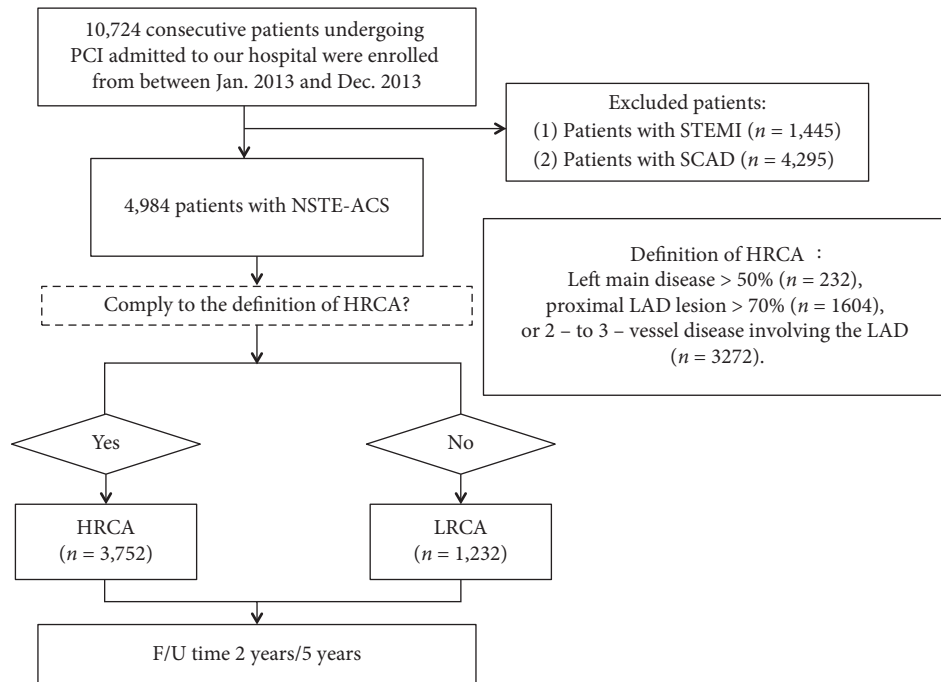 10,724 consecutive patients undergoing
PCI admitted to our hospital were enrolled
from between Jan. 2013 and Dec. 2013
Excluded patients:
(1) Patients with STEMI (n = 1,445)
(2) Patients with SCAD (n = 4,295)
4,984 patients with NSTE-ACS
Definition of HRCA :
Left main disease > 50% (n = 232),
proximal LAD lesion > 70% (n = 1604),
or 2 – to 3 – vessel disease involving the LAD
(n = 3272).
Comply to the definition of HRCA?
Yes
No
HRCA
(n = 3,752)
LRCA
(n = 1,232)
F/U time 2 years/5 years